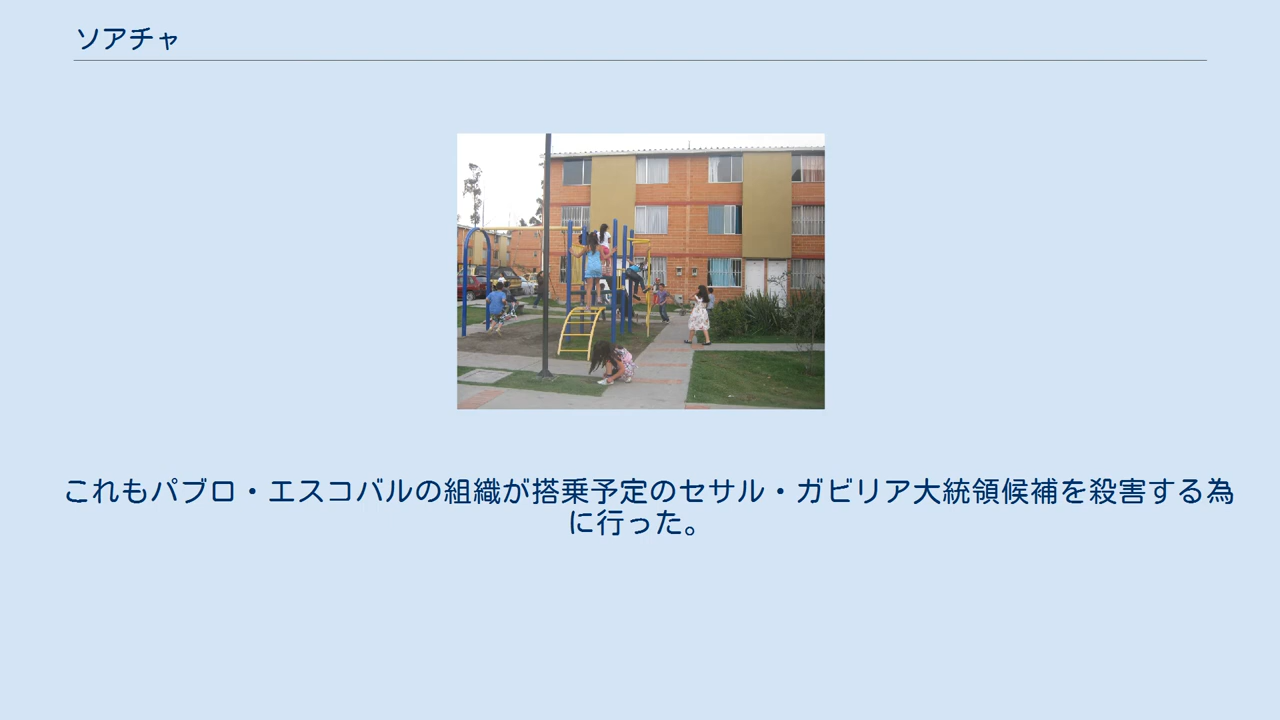 ソアチャ
これもパブロ・エスコバルの組織が搭乗予定のセサル・ガビリア大統領候補を殺害する為
に行った。